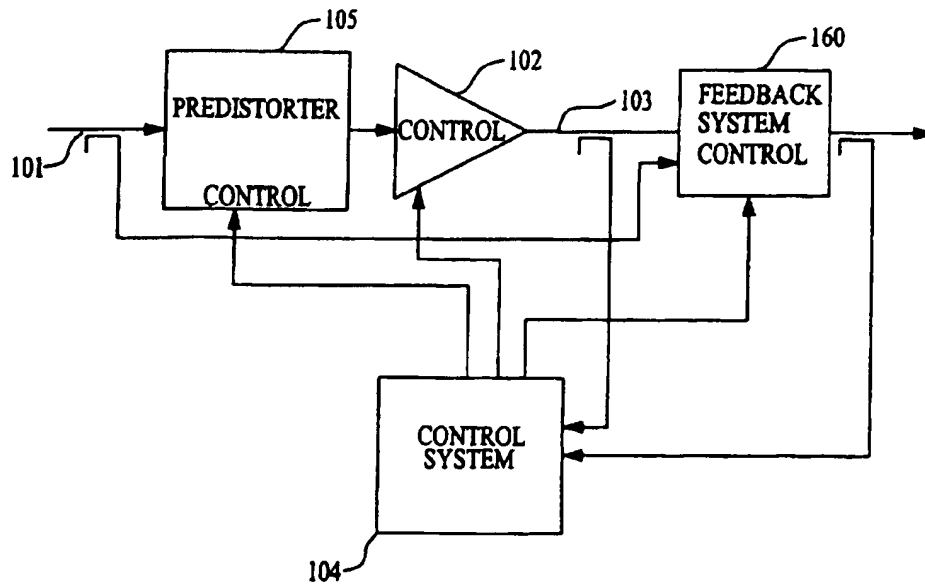 105
102
160
103
PREDISTORTER
CONTROL
FEEDBACK
SYSTEM
CONTROL
101
CONTROL
CONTROL
SYSTEM
104